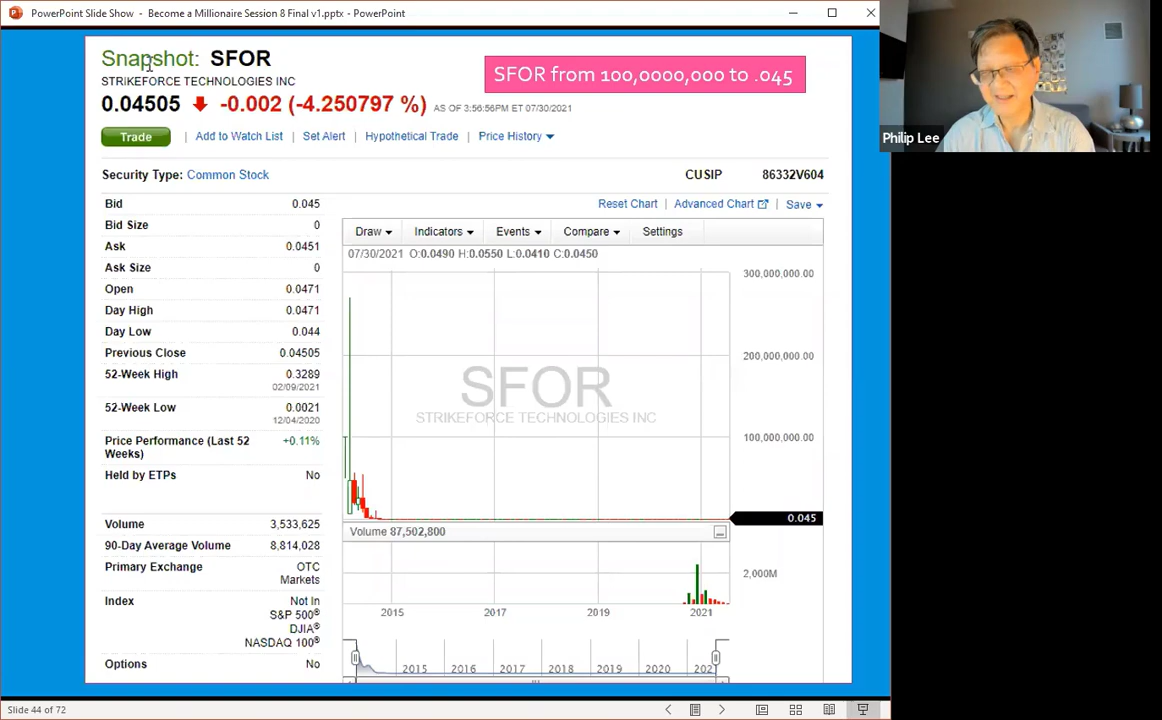 PowerPoint Slide Show - Become a Millionaire Session 8 Final v1.pptx - PowerPoint
Snapshot: SFOR
STRIKEFORCE TECHNOLOGIES INC
0.04505 -0.002 (-4.250797 %) AS OF 3:56:56PM ET 07/30/2021
SFOR from 100,0000,000 to .045
Philip Lee
Trade | Add to Watch List | Set Alert | Hypothetical Trade | Price History
Security Type: Common Stock
CUSIP 86332V604
Reset Chart | Advanced Chart | Save
Bid 0.045
Bid Size 0
Ask 0.0451
Ask Size 0
Open 0.0471
Day High 0.0471
Day Low 0.044
Previous Close 0.04505
52-Week High 0.3289
02/09/2021
52-Week Low 0.0021
12/04/2020
Price Performance (Last 52 +0.11%
Weeks)
Held by ETPs No
Volume 3,533,625
90-Day Average Volume 8,814,028
Primary Exchange OTC
Markets
Index Not In
S&P 500®
DJIA®
NASDAQ 100®
Options No
Draw Indicators Events Compare Settings
07/30/2021 O:0.0490 H:0.0550 L:0.0410 C:0.0450
300,000,000.00
200,000,000.00
SFOR
STRIKEFORCE TECHNOLOGIES INC
100,000,000.00
0.045
Volume 87,502,800
2,000M
2015 2017 2019 2021
2015 2016 2017 2018 2019 2020 202
Slide 44 of 72